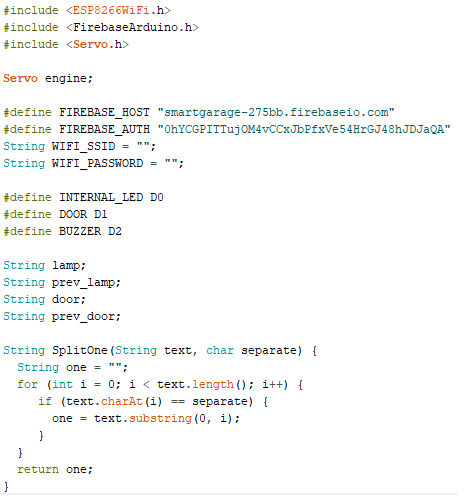 #include <ESP8266WiFi.h>
#include <FirebaseArduino.h>
#include <Servo.h>

Servo engine;

#define FIREBASE_HOST "smartgarage-275bb.firebaseio.com"
#define FIREBASE_AUTH "0hYCGPITTujOM4vCCxJbPfxVe54HrGJ48hJDJaQA"
String WIFI_SSID = "";
String WIFI_PASSWORD = "";

#define INTERNAL_LED D0
#define DOOR D1
#define BUZZER D2

String lamp;
String prev_lamp;
String door;
String prev_door;

String SplitOne(String text, char separate) {
  String one = "";
  for (int i = 0; i < text.length(); i++) {
     if (text.charAt(i) == separate) {
       one = text.substring(0, i);
     }
  }
  return one;
}